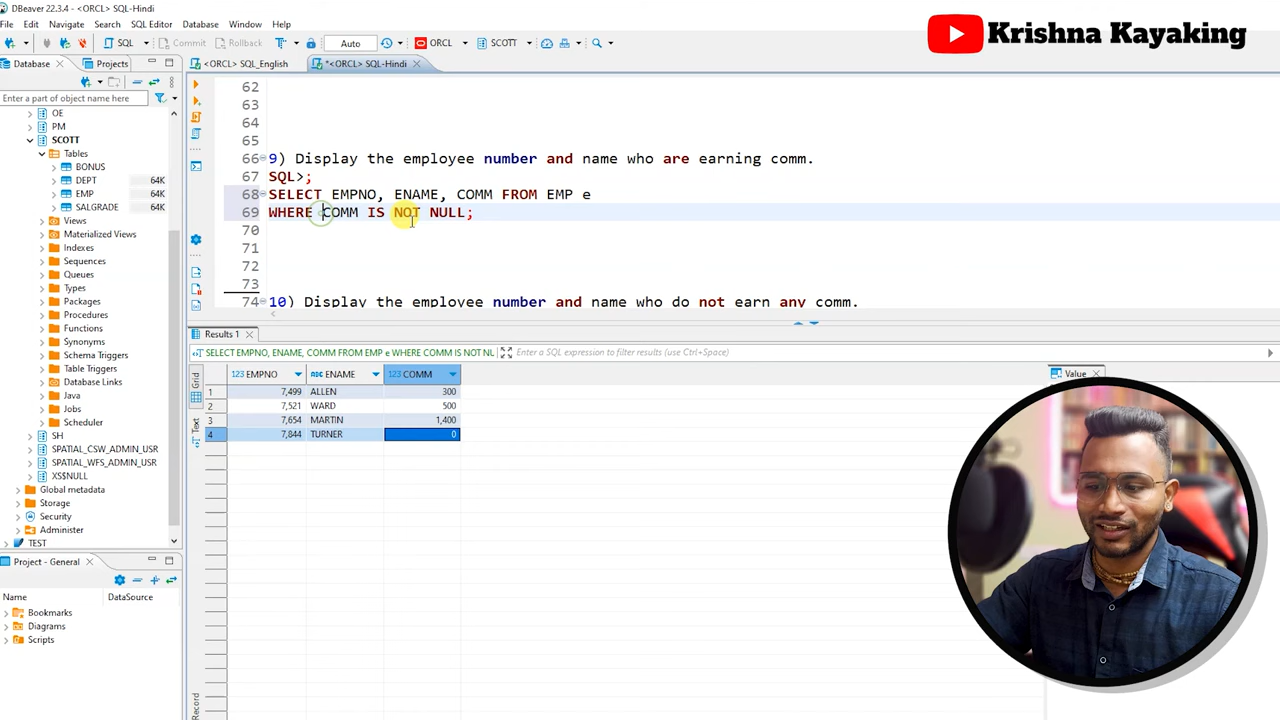 DBeaver 22.3.4 - <ORCL> SQL-Hindi
File Edit Navigate Search SQL Editor Database Window Help
SQL Commit Rollback Auto ORCL SCOTT
Krishna Kayaking
Database Projects
<ORCL> SQL_English *<ORCL> SQL-Hindi
Enter a part of object name here
OE
PM
SCOTT
Tables
BONUS
DEPT 64K
EMP 64K
SALGRADE 64K
Views
Materialized Views
Indexes
Sequences
Queues
Types
Packages
Procedures
Functions
Synonyms
Schema Triggers
Table Triggers
Database Links
Java
Jobs
Scheduler
SH
SPATIAL_CSW_ADMIN_USR
SPATIAL_WFS_ADMIN_USR
XS$NULL
Global metadata
Storage
Security
Administer
TEST
62
63
64
65
66 9) Display the employee number and name who are earning comm.
67 SQL>;
68 SELECT EMPNO, ENAME, COMM FROM EMP e
69 WHERE COMM IS NOT NULL;
70
71
72
73
74 10) Display the employee number and name who do not earn any comm.
Results 1
SELECT EMPNO, ENAME, COMM FROM EMP e WHERE COMM IS NOT NUL Enter a SQL expression to filter results (use Ctrl+Space)
Grid
Text
Record
123 EMPNO ABC ENAME 123 COMM
1 7,499 ALLEN 300
2 7,521 WARD 500
3 7,654 MARTIN 1,400
4 7,844 TURNER 0
Value
Project - General
Name DataSource
Bookmarks
Diagrams
Scripts